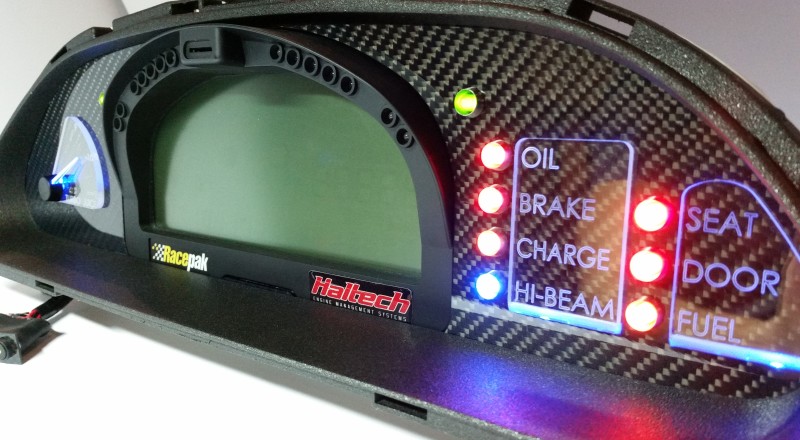 Racepak
Haltech
ENGINE MANAGEMENT SYSTEMS
OIL
BRAKE
CHARGE
HI-BEAM
SEAT
DOOR
FUEL